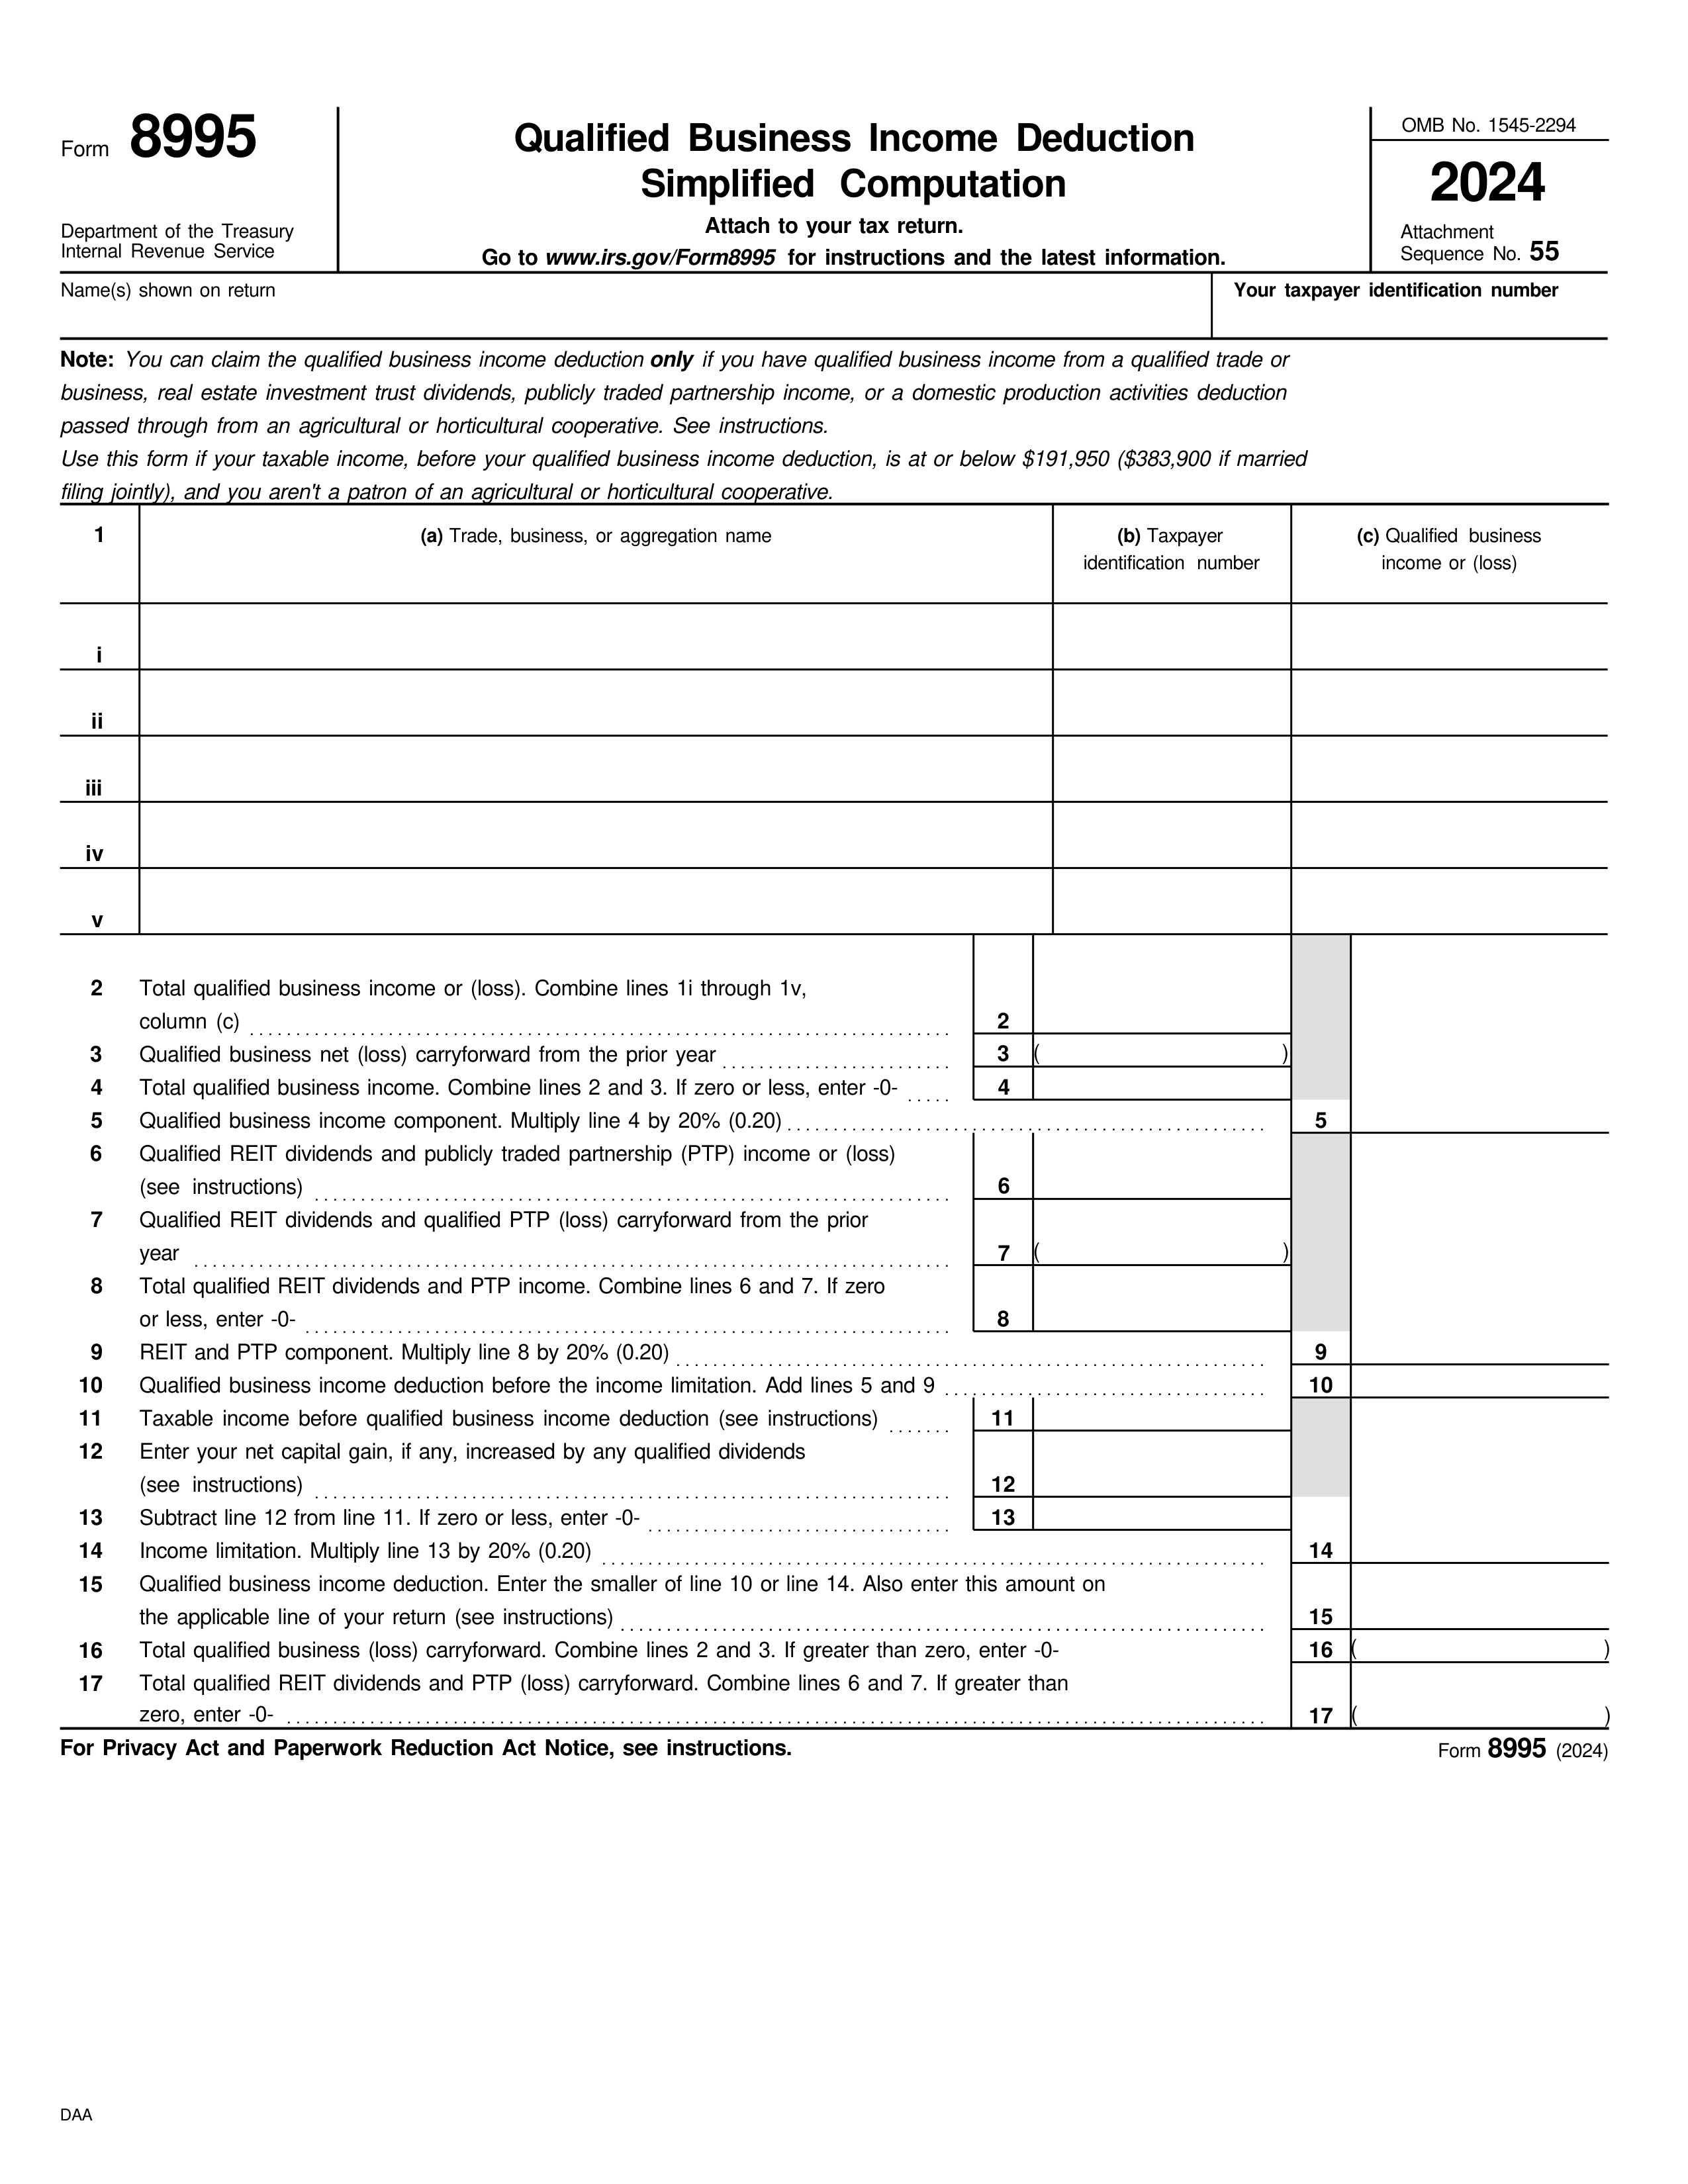 Form 8995
Department of the Treasury
Internal Revenue Service
Qualified Business Income Deduction
Simplified Computation
Attach to your tax return.
Go to www.irs.gov/Form8995 for instructions and the latest information.
OMB No. 1545-2294
2024
Attachment
Sequence No. 55
Name(s) shown on return
Your taxpayer identification number
Note: You can claim the qualified business income deduction only if you have qualified business income from a qualified trade or
business, real estate investment trust dividends, publicly traded partnership income, or a domestic production activities deduction
passed through from an agricultural or horticultural cooperative. See instructions.
Use this form if your taxable income, before your qualified business income deduction, is at or below $191,950 ($383,900 if married
filing jointly), and you aren't a patron of an agricultural or horticultural cooperative.
1 (a) Trade, business, or aggregation name
(b) Taxpayer
identification number
(c) Qualified business
income or (loss)
i
ii
iii
iv
v
2 Total qualified business income or (loss). Combine lines 1i through 1v,
column (c) 2
3 Qualified business net (loss) carryforward from the prior year 3 ( )
4 Total qualified business income. Combine lines 2 and 3. If zero or less, enter -0- 4
5 Qualified business income component. Multiply line 4 by 20% (0.20) 5
6 Qualified REIT dividends and publicly traded partnership (PTP) income or (loss)
(see instructions) 6
7 Qualified REIT dividends and qualified PTP (loss) carryforward from the prior
year 7 ( )
8 Total qualified REIT dividends and PTP income. Combine lines 6 and 7. If zero
or less, enter -0- 8
9 REIT and PTP component. Multiply line 8 by 20% (0.20) 9
10 Qualified business income deduction before the income limitation. Add lines 5 and 9 10
11 Taxable income before qualified business income deduction (see instructions) 11
12 Enter your net capital gain, if any, increased by any qualified dividends
(see instructions) 12
13 Subtract line 12 from line 11. If zero or less, enter -0- 13
14 Income limitation. Multiply line 13 by 20% (0.20) 14
15 Qualified business income deduction. Enter the smaller of line 10 or line 14. Also enter this amount on
the applicable line of your return (see instructions) 15
16 Total qualified business (loss) carryforward. Combine lines 2 and 3. If greater than zero, enter -0- 16 ( )
17 Total qualified REIT dividends and PTP (loss) carryforward. Combine lines 6 and 7. If greater than
zero, enter -0- 17 ( )
For Privacy Act and Paperwork Reduction Act Notice, see instructions.
Form 8995 (2024)
DAA